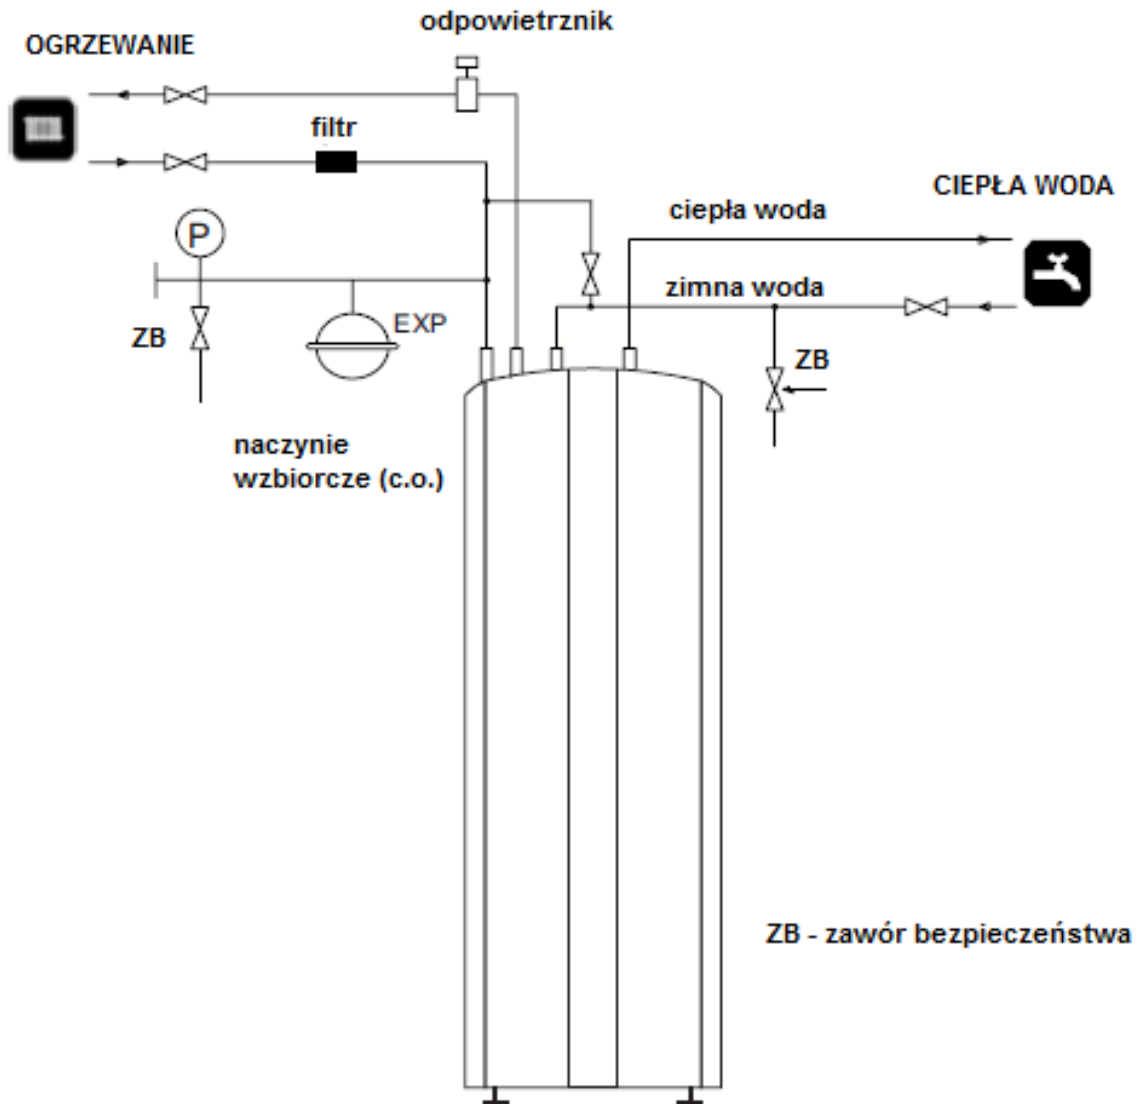 odpowietrznik
OGRZEWANIE
filtr
CIEPŁA WODA
ciepła woda
P
zimna woda
EXP
ZB
ZB
naczynie
wzbiorcze (c.o.)
ZB - zawór bezpieczeństwa